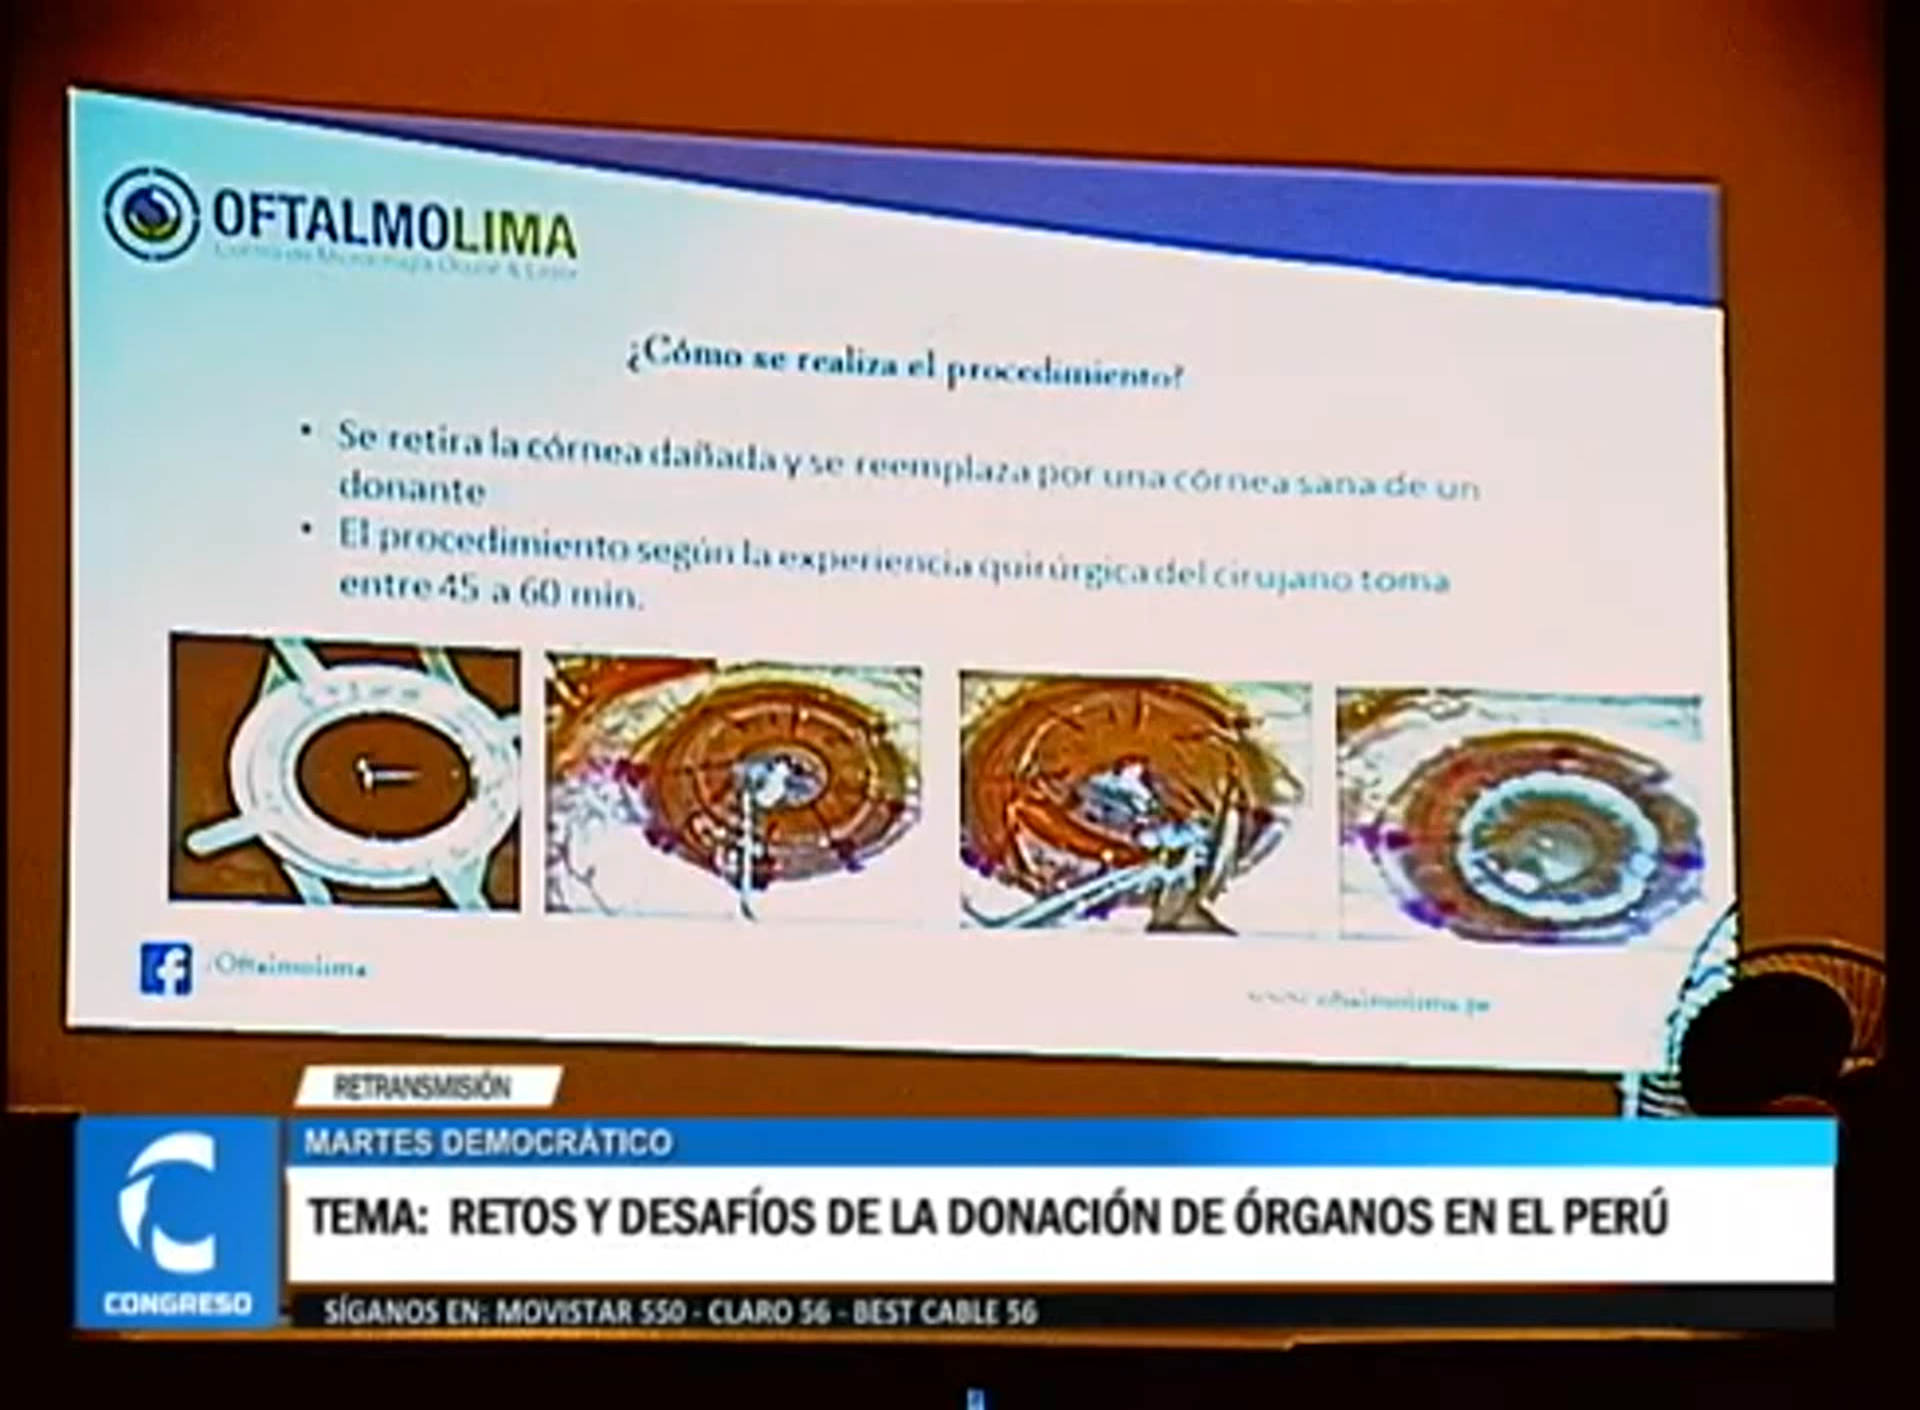 OFTALMOLIMA
¿Cómo se realiza el procedimiento?
• Se retira la córnea dañada y se reemplaza por una córnea sana de un
donante
• El procedimiento según la experiencia quirúrgica del cirujano toma
entre 45 a 60 min.
/Oftalmolima
RETRANSMISIÓN
MARTES DEMOCRÁTICO
TEMA: RETOS Y DESAFÍOS DE LA DONACIÓN DE ÓRGANOS EN EL PERÚ
CONGRESO
SÍGANOS EN: MOVISTAR 550 - CLARO 56 - BEST CABLE 56